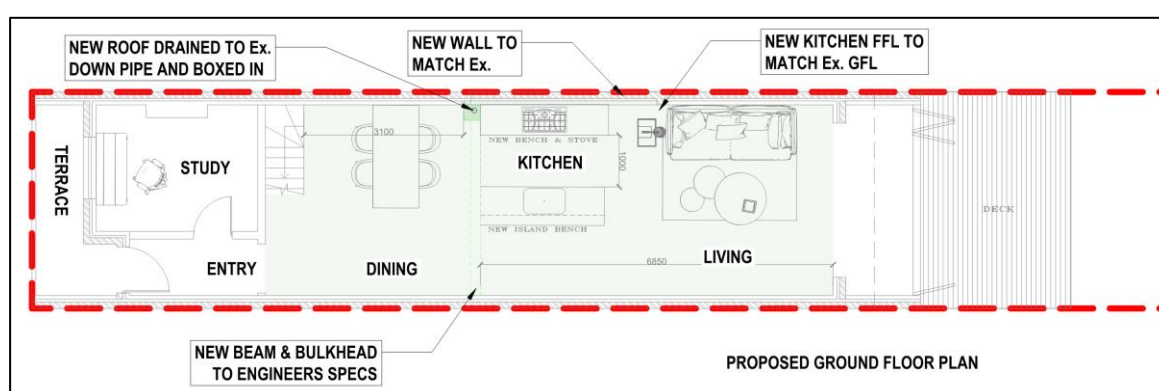 NEW ROOF DRAINED TO Ex.
DOWN PIPE AND BOXED IN
NEW WALL TO
MATCH Ex.
NEW KITCHEN FFL TO
MATCH Ex. GFL
TERRACE
STUDY
3100
NEW BENCH & STOVE
KITCHEN
1000
NEW ISLAND BENCH
DECK
ENTRY
DINING
LIVING
6850
NEW BEAM & BULKHEAD
TO ENGINEERS SPECS
PROPOSED GROUND FLOOR PLAN